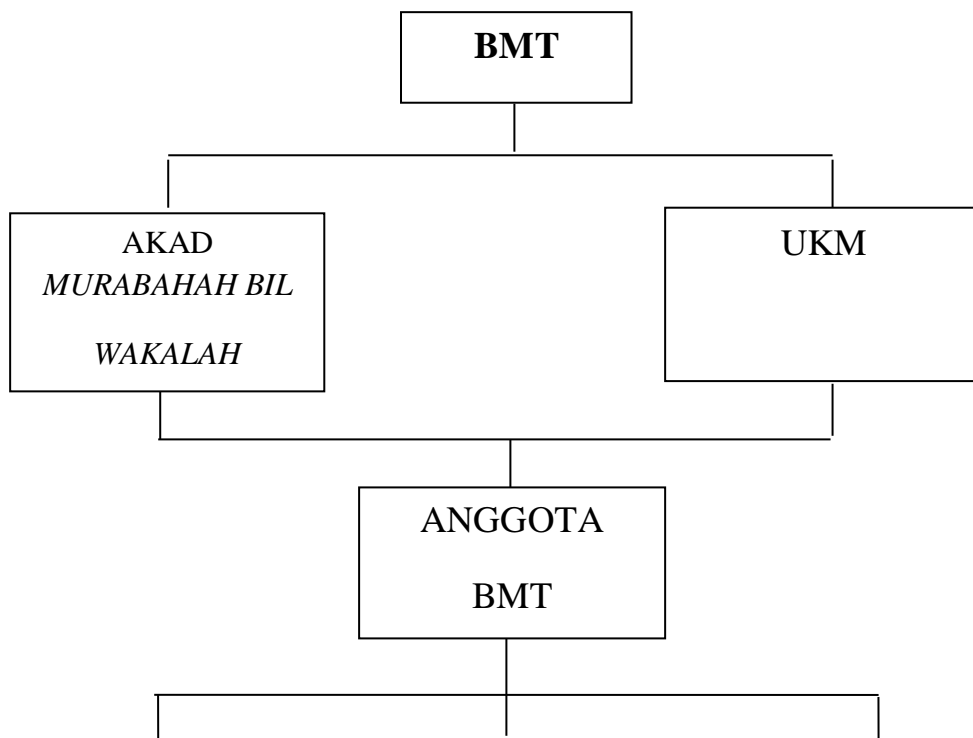 BMT
AKAD
MURABAHAH BIL
WAKALAH
UKM
ANGGOTA
BMT